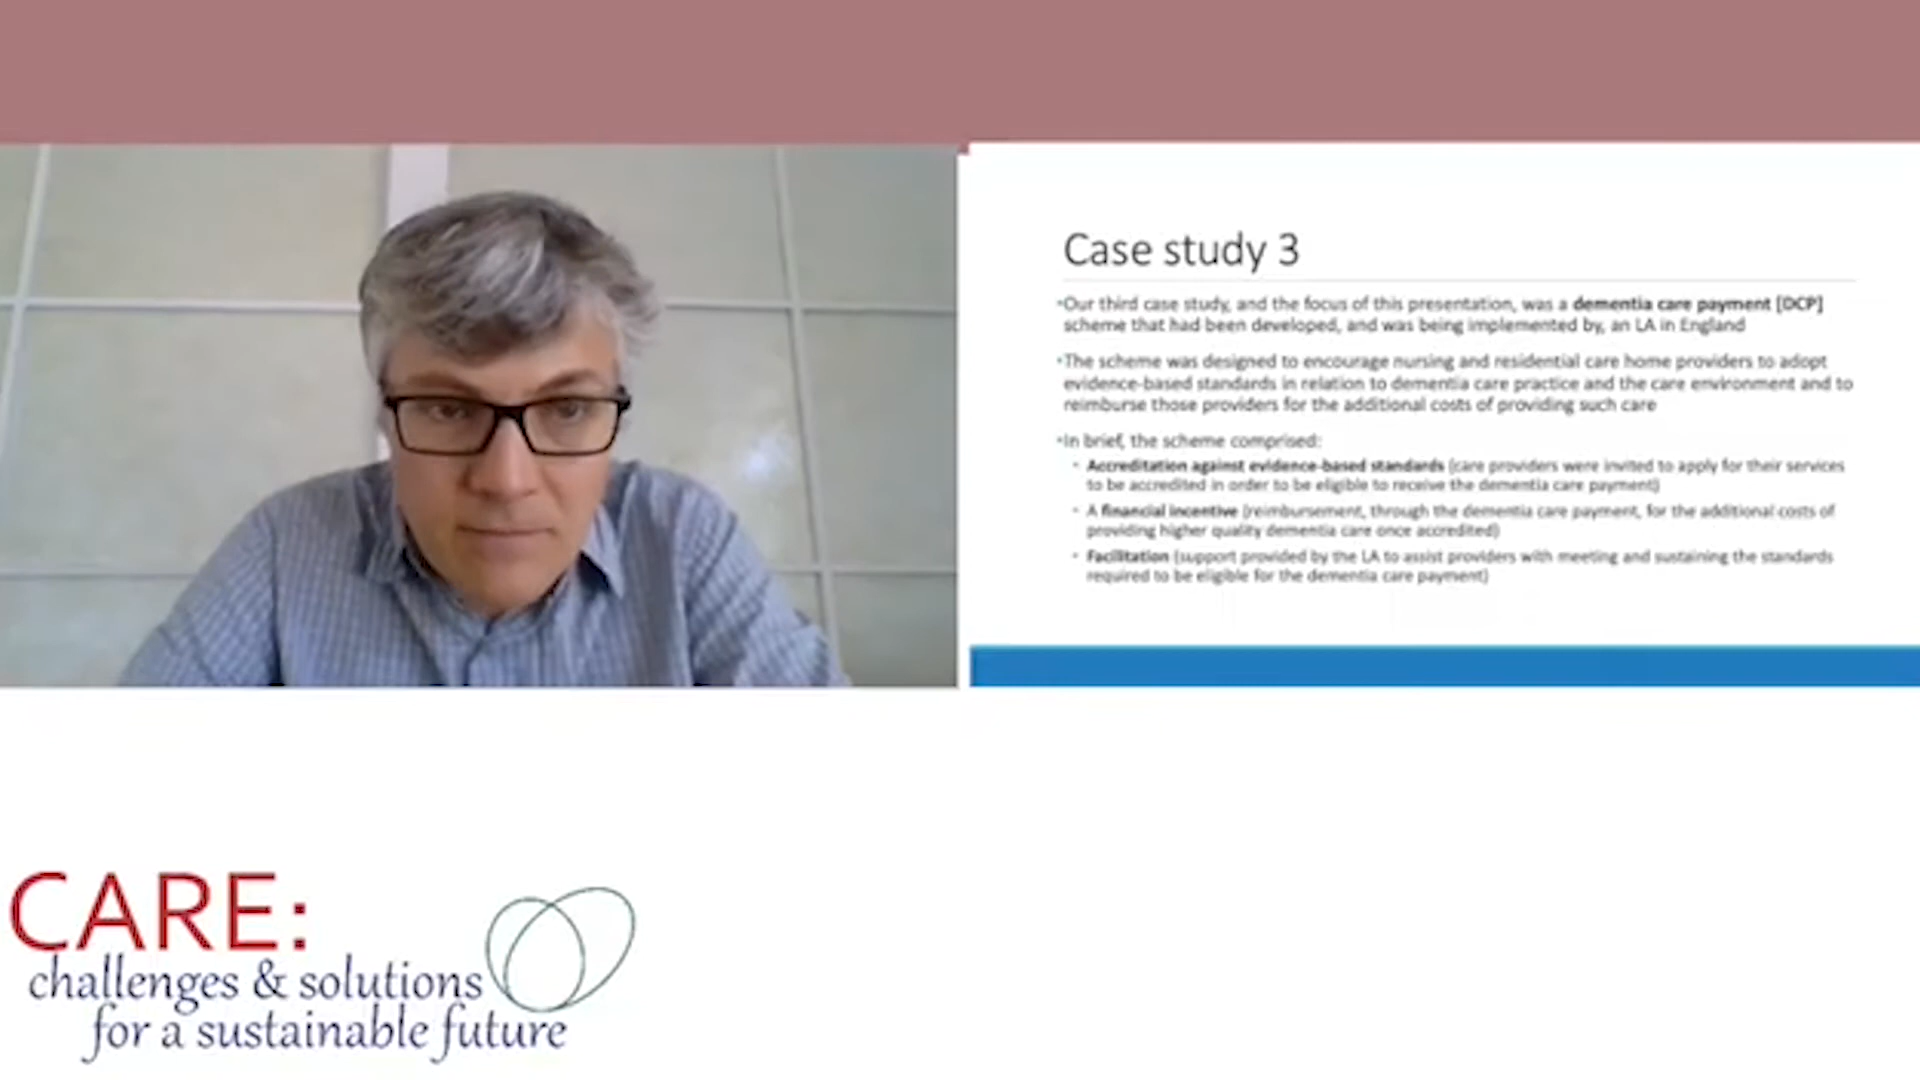 Case study 3
•Our third case study, and the focus of this presentation, was a dementia care payment [DCP]
scheme that had been developed, and was being implemented by, an LA in England
•The scheme was designed to encourage nursing and residential care home providers to adopt
evidence-based standards in relation to dementia care practice and the care environment and to
reimburse those providers for the additional costs of providing such care
•In brief, the scheme comprised:
• Accreditation against evidence-based standards (care providers were invited to apply for their services
to be accredited in order to be eligible to receive the dementia care payment)
• A financial incentive (reimbursement, through the dementia care payment, for the additional costs of
providing higher quality dementia care once accredited)
• Facilitation (support provided by the LA to assist providers with meeting and sustaining the standards
required to be eligible for the dementia care payment)
CARE:
challenges & solutions
for a sustainable future